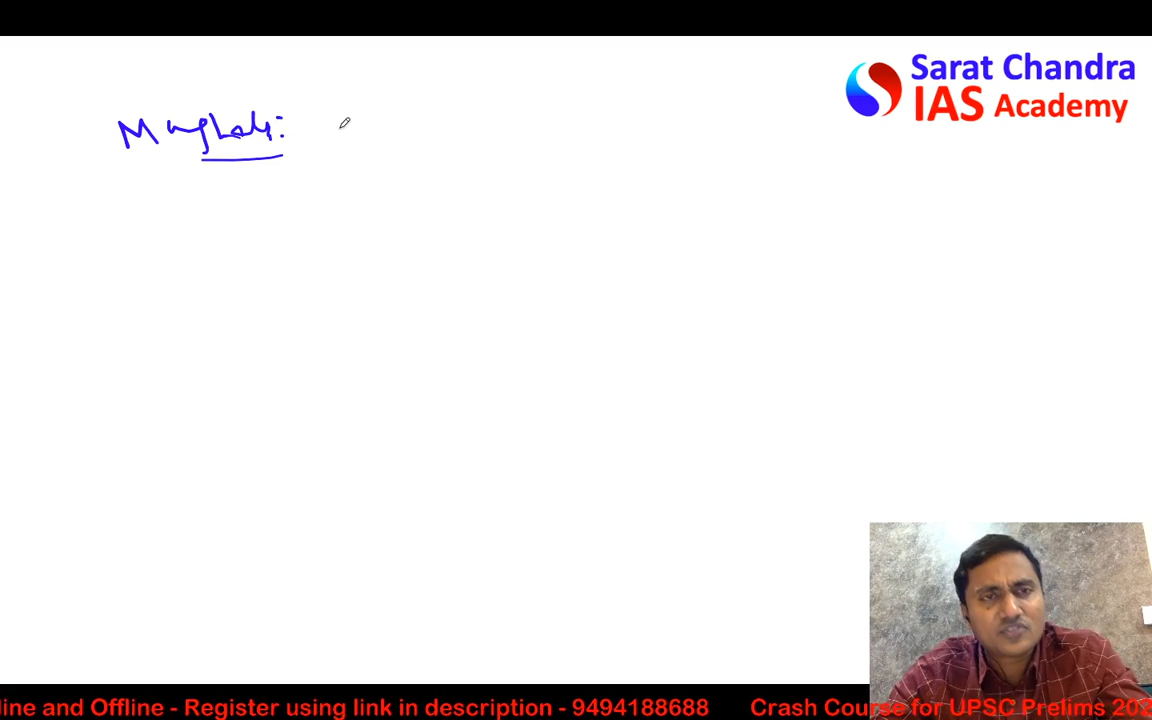 Sarat Chandra
IAS Academy
Mughals:
line and Offline - Register using link in description - 9494188688 Crash Course for UPSC Prelims 202